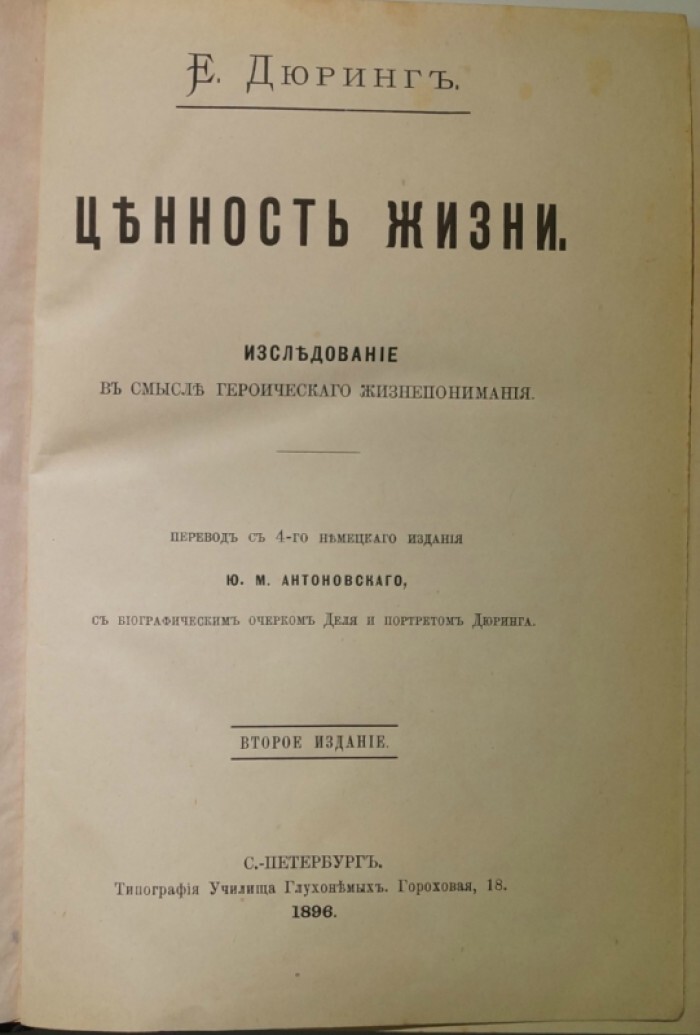 Е. Дюрингъ.
ЦѢННОСТЬ ЖИЗНИ.
ИЗСЛѢДОВАНІЕ
ВЪ СМЫСЛѢ ГЕРОИЧЕСКАГО ЖИЗНЕПОНИМАНІЯ.
ПЕРЕВОДЪ СЪ 4-ГО НѢМЕЦКАГО ИЗДАНІЯ
Ю. М. АНТОНОВСКАГО,
СЪ БІОГРАФИЧЕСКИМЪ ОЧЕРКОМЪ ДЕЛЯ И ПОРТРЕТОМЪ ДЮРИНГА.
ВТОРОЕ ИЗДАНІЕ.
С.-ПЕТЕРБУРГЪ.
Типографія Училища Глухонѣмыхъ. Гороховая, 18.
1896.